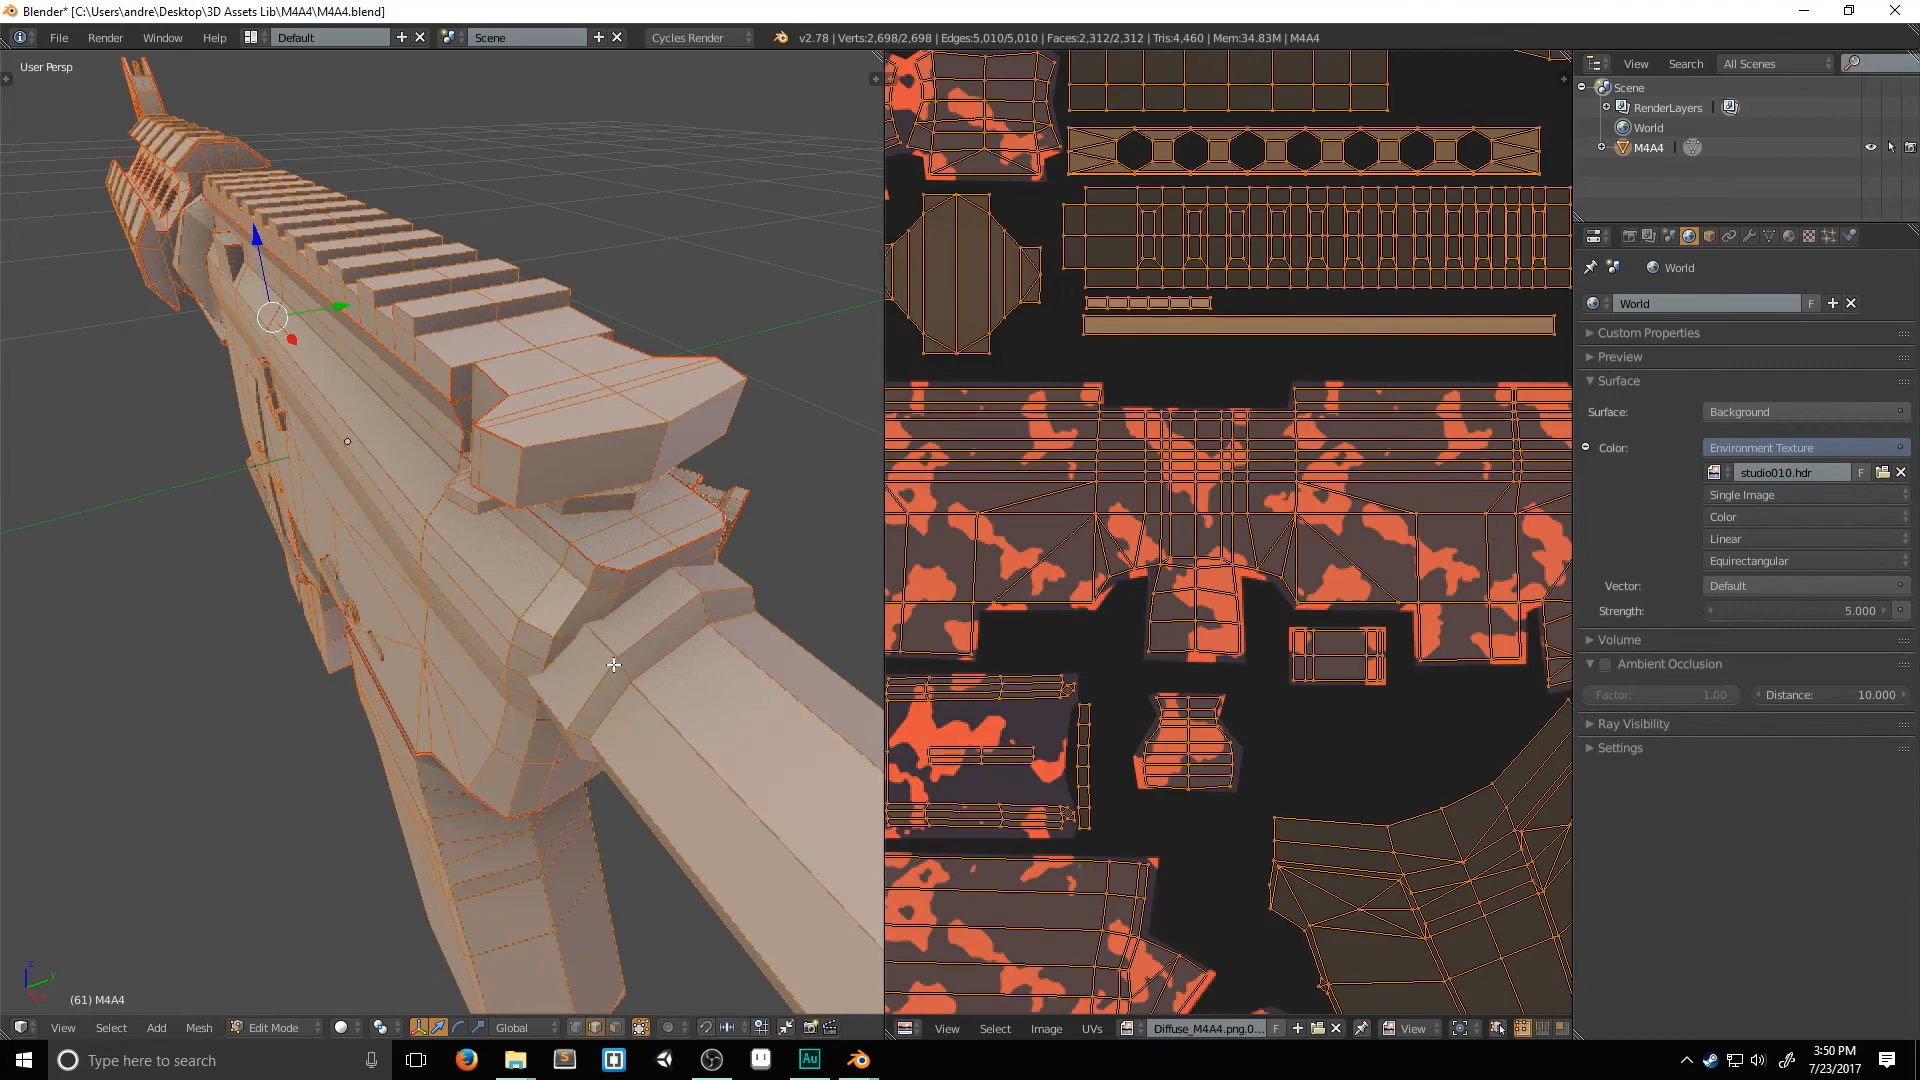 Blender* [C:\Users\andre\Desktop\3D Assets Lib\M4A4\M4A4.blend]
File Render Window Help Default Scene Cycles Render v2.78 | Verts:2,698/2,698 | Edges:5,010/5,010 | Faces:2,312/2,312 | Tris:4,460 | Mem:34.83M | M4A4
User Persp
View Search All Scenes
Scene
RenderLayers
World
M4A4
World
World F
Custom Properties
Preview
Surface
Surface: Background
Color: Environment Texture
studio010.hdr F
Single Image
Color
Linear
Equirectangular
Vector: Default
Strength: 5.000
Volume
Ambient Occlusion
Factor: 1.00 Distance: 10.000
Ray Visibility
Settings
z
y
x
(61) M4A4
View Select Add Mesh Edit Mode Global
View Select Image UVs Diffuse_M4A4.png.0... F View
Type here to search
Au
3:50 PM
7/23/2017